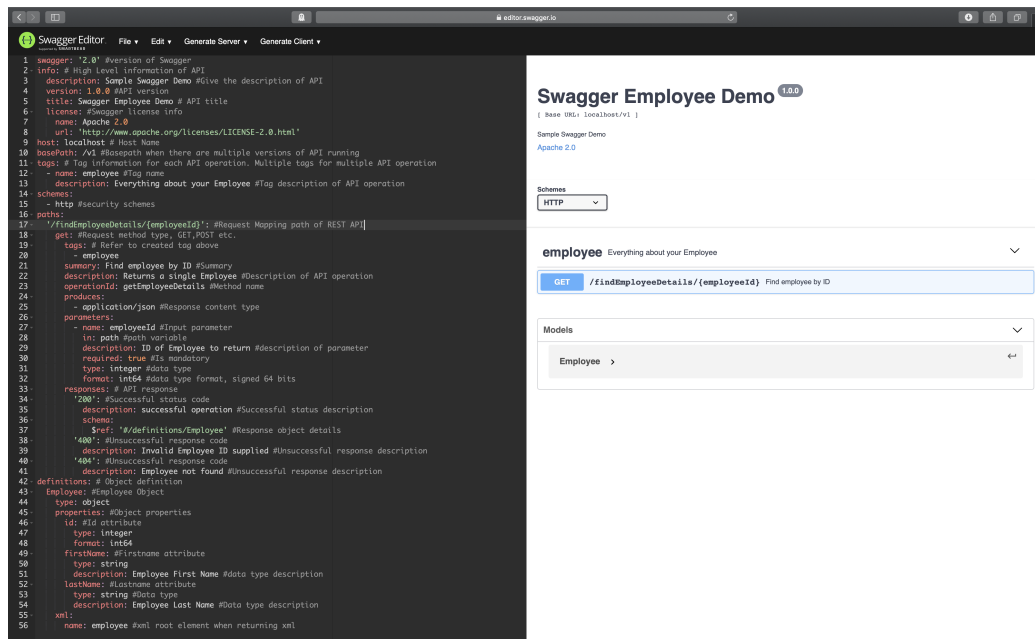 editor.swagger.io
Swagger Editor
Supported by SMARTBEAR
File
Edit
Generate Server
Generate Client
1 swagger: '2.0' #version of Swagger
2 info: # High Level information of API
3 description: Sample Swagger Demo #Give the description of API
4 version: 1.0.0 #API version
5 title: Swagger Employee Demo # API title
6 license: #Swagger license info
7 name: Apache 2.0
8 url: 'http://www.apache.org/licenses/LICENSE-2.0.html'
9 host: localhost # Host Name
10 basePath: /v1 #Basepath when there are multiple versions of API running
11 tags: # Tag information for each API operation. Multiple tags for multiple API operation
12 - name: employee #Tag name
13 description: Everything about your Employee #Tag description of API operation
14 schemes:
15 - http #security schemes
16 paths:
17 '/findEmployeeDetails/{employeeId}': #Request Mapping path of REST API
18 get: #Request method type, GET,POST etc.
19 tags: # Refer to created tag above
20 - employee
21 summary: Find employee by ID #Summary
22 description: Returns a single Employee #Description of API operation
23 operationId: getEmployeeDetails #Method name
24 produces:
25 - application/json #Response content type
26 parameters:
27 - name: employeeId #Input parameter
28 in: path #path variable
29 description: ID of Employee to return #description of parameter
30 required: true #Is mandatory
31 type: integer #data type
32 format: int64 #data type format, signed 64 bits
33 responses: # API response
34 '200': #Successful status code
35 description: successful operation #Successful status description
36 schema:
37 $ref: '#/definitions/Employee' #Response object details
38 '400': #Unsuccessful response code
39 description: Invalid Employee ID supplied #Unsuccessful response description
40 '404': #Unsuccessful response code
41 description: Employee not found #Unsuccessful response description
42 definitions: # Object definition
43 Employee: #Employee Object
44 type: object
45 properties: #Object properties
46 id: #Id attribute
47 type: integer
48 format: int64
49 firstName: #Firstname attribute
50 type: string
51 description: Employee First Name #data type description
52 lastName: #Lastname attribute
53 type: string #Data type
54 description: Employee Last Name #Data type description
55 xml:
56 name: employee #xml root element when returning xml
Swagger Employee Demo 1.0.0
[ Base URL: localhost/v1 ]
Sample Swagger Demo
Apache 2.0
Schemes
HTTP
employee Everything about your Employee
GET /findEmployeeDetails/{employeeId} Find employee by ID
Models
Employee